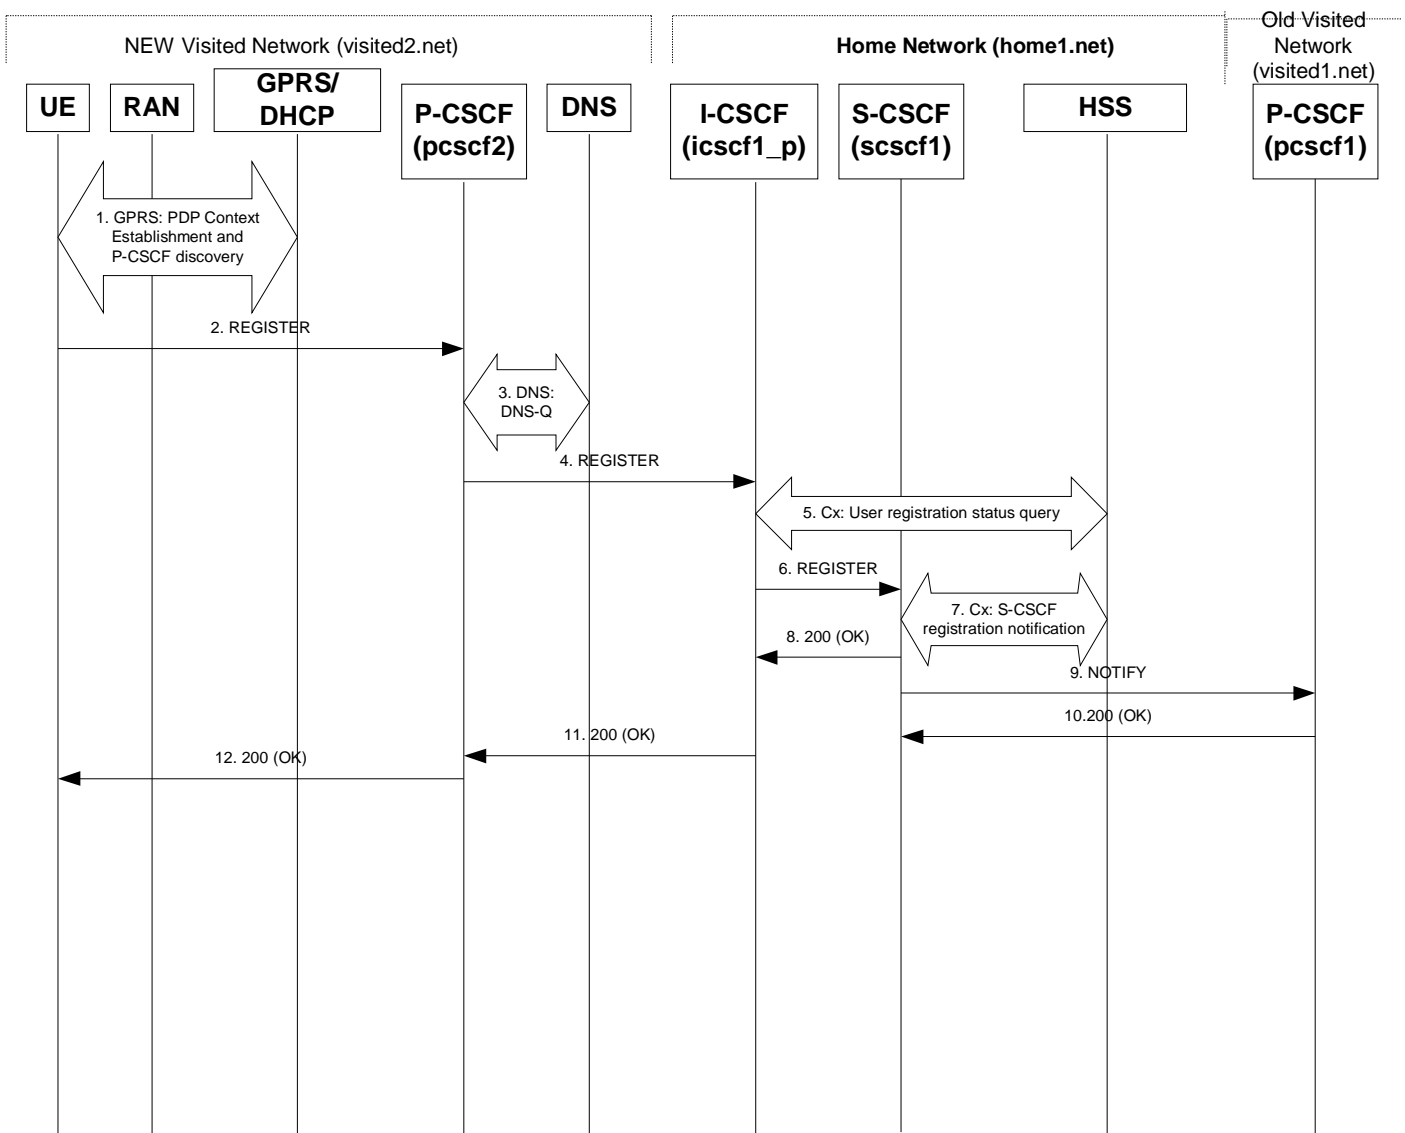 NEW Visited Network (visited2.net)
Home Network (home1.net)
Old Visited
Network
(visited1.net)
UE
RAN
GPRS/
DHCP
P-CSCF
(pcscf2)
DNS
I-CSCF
(icscf1_p)
S-CSCF
(scscf1)
HSS
P-CSCF
(pcscf1)
1. GPRS: PDP Context
Establishment and
P-CSCF discovery
2. REGISTER
3. DNS:
DNS-Q
4. REGISTER
5. Cx: User registration status query
6. REGISTER
7. Cx: S-CSCF
registration notification
8. 200 (OK)
9. NOTIFY
10.200 (OK)
11. 200 (OK)
12. 200 (OK)